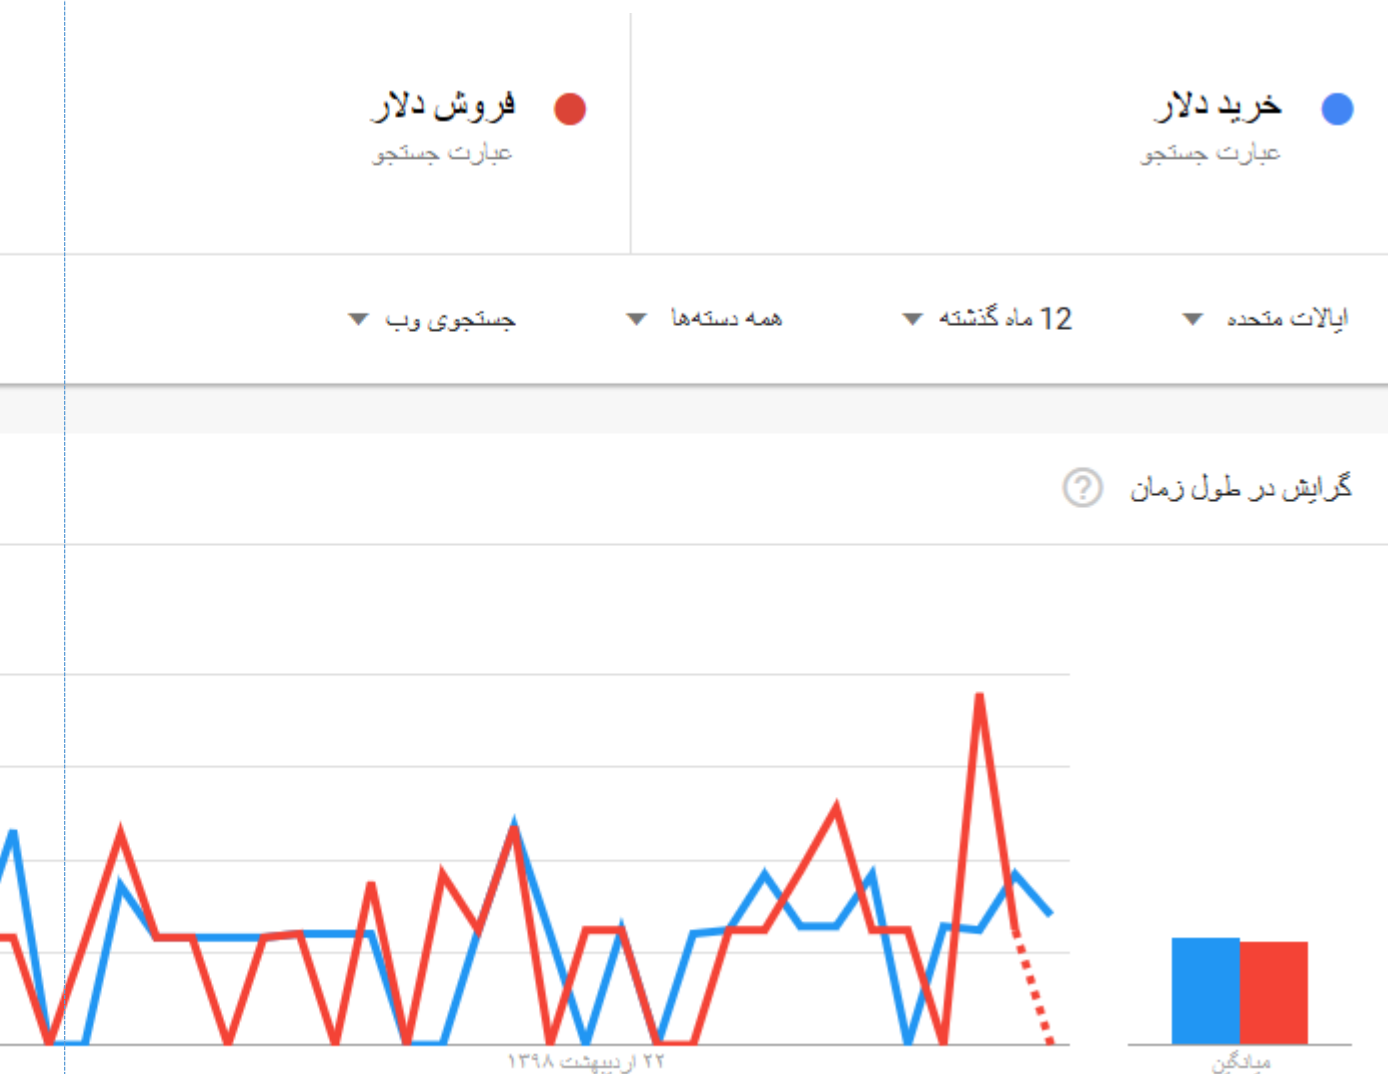 خرید دلار
عبارت جستجو
فروش دلار
عبارت جستجو
ایالات متحده
12 ماه گذشته
همه دسته‌ها
جستجوی وب
گرایش در طول زمان
?
میانگین
۲۲ اردیبهشت ۱۳۹۸